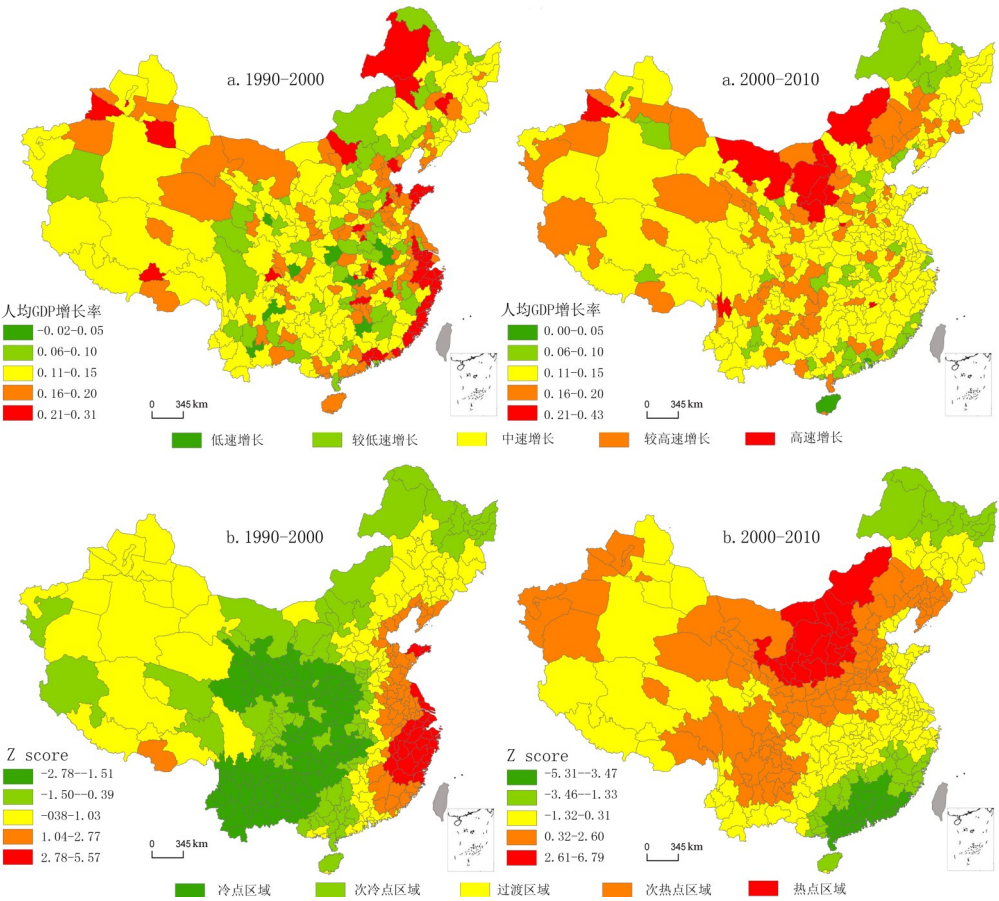 a. 1990-2000
人均GDP增长率
-0.02-0.05
0.06-0.10
0.11-0.15
0.16-0.20
0.21-0.31
0 345km
a. 2000-2010
人均GDP增长率
0.00-0.05
0.06-0.10
0.11-0.15
0.16-0.20
0.21-0.43
0 345km
低速增长 较低速增长 中速增长 较高速增长 高速增长
b. 1990-2000
Z score
-2.78--1.51
-1.50--0.39
-038-1.03
1.04-2.77
2.78-5.57
0 345km
b. 2000-2010
Z score
-5.31--3.47
-3.46--1.33
-1.32-0.31
0.32-2.60
2.61-6.79
0 345km
冷点区域 次冷点区域 过渡区域 次热点区域 热点区域